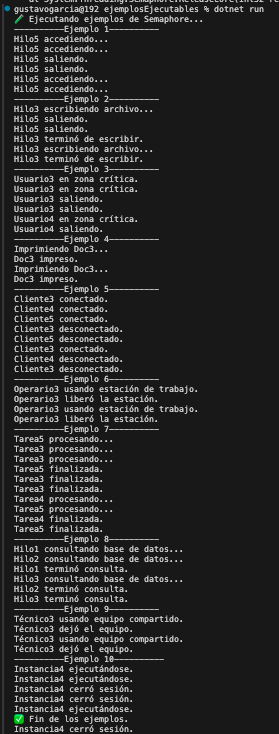 gustavogarcia@192 ejemplosEjecutables % dotnet run
🧪 Ejecutando ejemplos de Semaphore...
----------Ejemplo 1----------
Hilo5 accediendo...
Hilo5 accediendo...
Hilo5 saliendo.
Hilo5 saliendo.
Hilo5 accediendo...
Hilo5 saliendo.
----------Ejemplo 2----------
Hilo3 escribiendo archivo...
Hilo3 terminó de escribir.
Hilo3 escribiendo archivo...
Hilo3 terminó de escribir.
----------Ejemplo 3----------
Usuario3 en zona crítica.
Usuario3 en zona crítica.
Usuario3 saliendo.
Usuario3 saliendo.
Usuario4 en zona crítica.
Usuario4 saliendo.
----------Ejemplo 4----------
Imprimiendo Doc3...
Doc3 impreso.
Imprimiendo Doc3...
Doc3 impreso.
----------Ejemplo 5----------
Cliente3 conectado.
Cliente4 conectado.
Cliente5 conectado.
Cliente3 desconectado.
Cliente5 desconectado.
Cliente3 conectado.
Cliente4 desconectado.
Cliente3 desconectado.
----------Ejemplo 6----------
Operario3 usando estación de trabajo.
Operario3 liberó la estación.
Operario3 usando estación de trabajo.
Operario3 liberó la estación.
----------Ejemplo 7----------
Tarea5 procesando...
Tarea3 procesando...
Tarea3 procesando...
Tarea5 finalizada.
Tarea3 finalizada.
Tarea3 finalizada.
Tarea4 procesando...
Tarea5 procesando...
Tarea4 finalizada.
Tarea5 finalizada.
----------Ejemplo 8----------
Hilo1 consultando base de datos...
Hilo2 consultando base de datos...
Hilo1 terminó consulta.
Hilo3 consultando base de datos...
Hilo2 terminó consulta.
Hilo3 terminó consulta.
----------Ejemplo 9----------
Técnico3 usando equipo compartido.
Técnico3 dejó el equipo.
Técnico3 usando equipo compartido.
Técnico3 dejó el equipo.
----------Ejemplo 10----------
Instancia4 ejecutándose.
Instancia4 ejecutándose.
Instancia4 cerró sesión.
Instancia4 cerró sesión.
Instancia4 ejecutándose.
✅ Fin de los ejemplos.
Instancia4 cerró sesión.